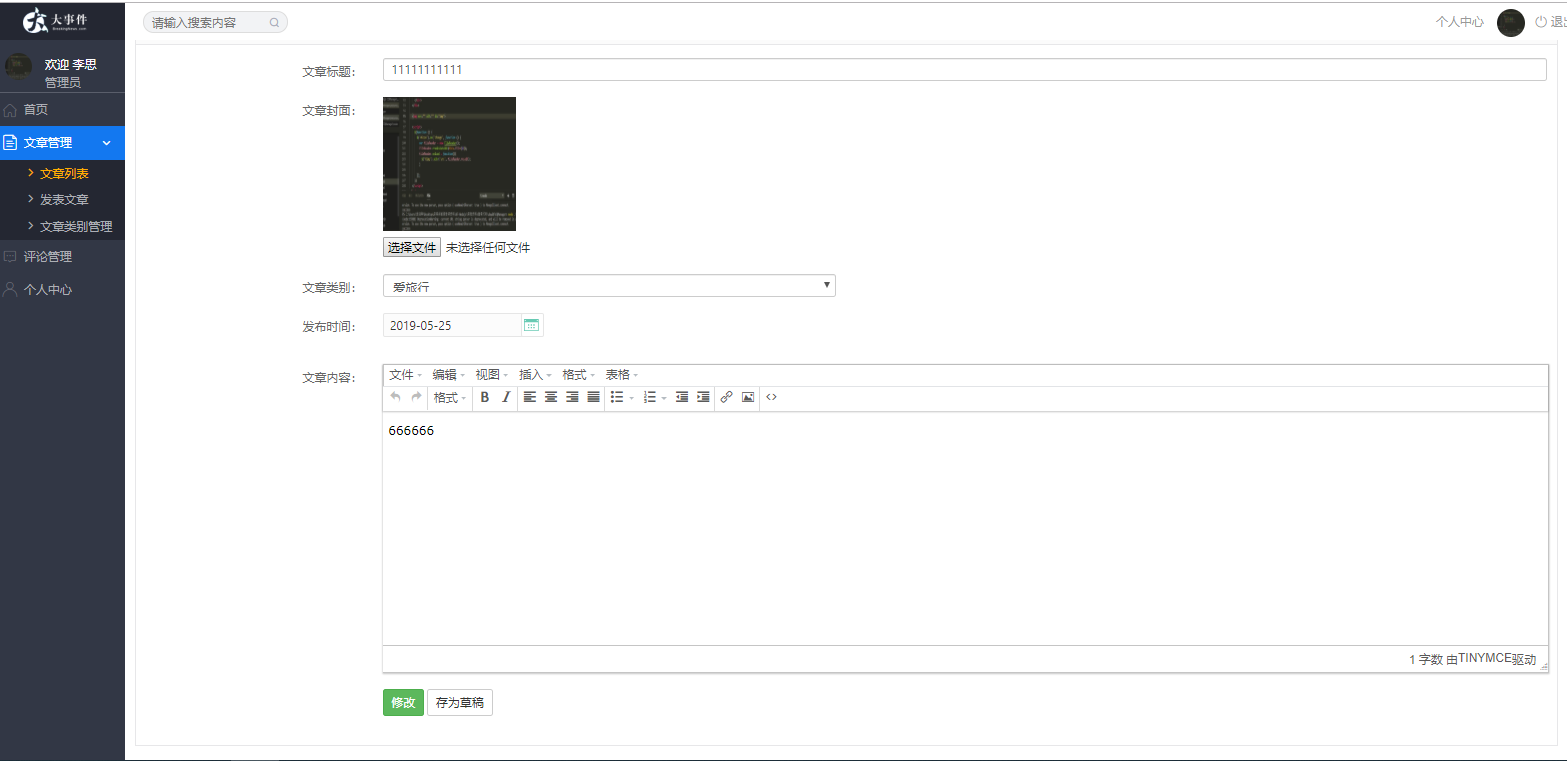 大事件
请输入搜索内容
个人中心
欢迎 李思
管理员
首页
文章管理
文章列表
发表文章
文章类别管理
评论管理
个人中心
文章标题：
11111111111
文章封面：
选择文件 未选择任何文件
文章类别：
爱旅行
发布时间：
2019-05-25
文章内容：
文件 编辑 视图 插入 格式 表格
格式 B I
666666
1 字数 由TINYMCE驱动
修改 存为草稿